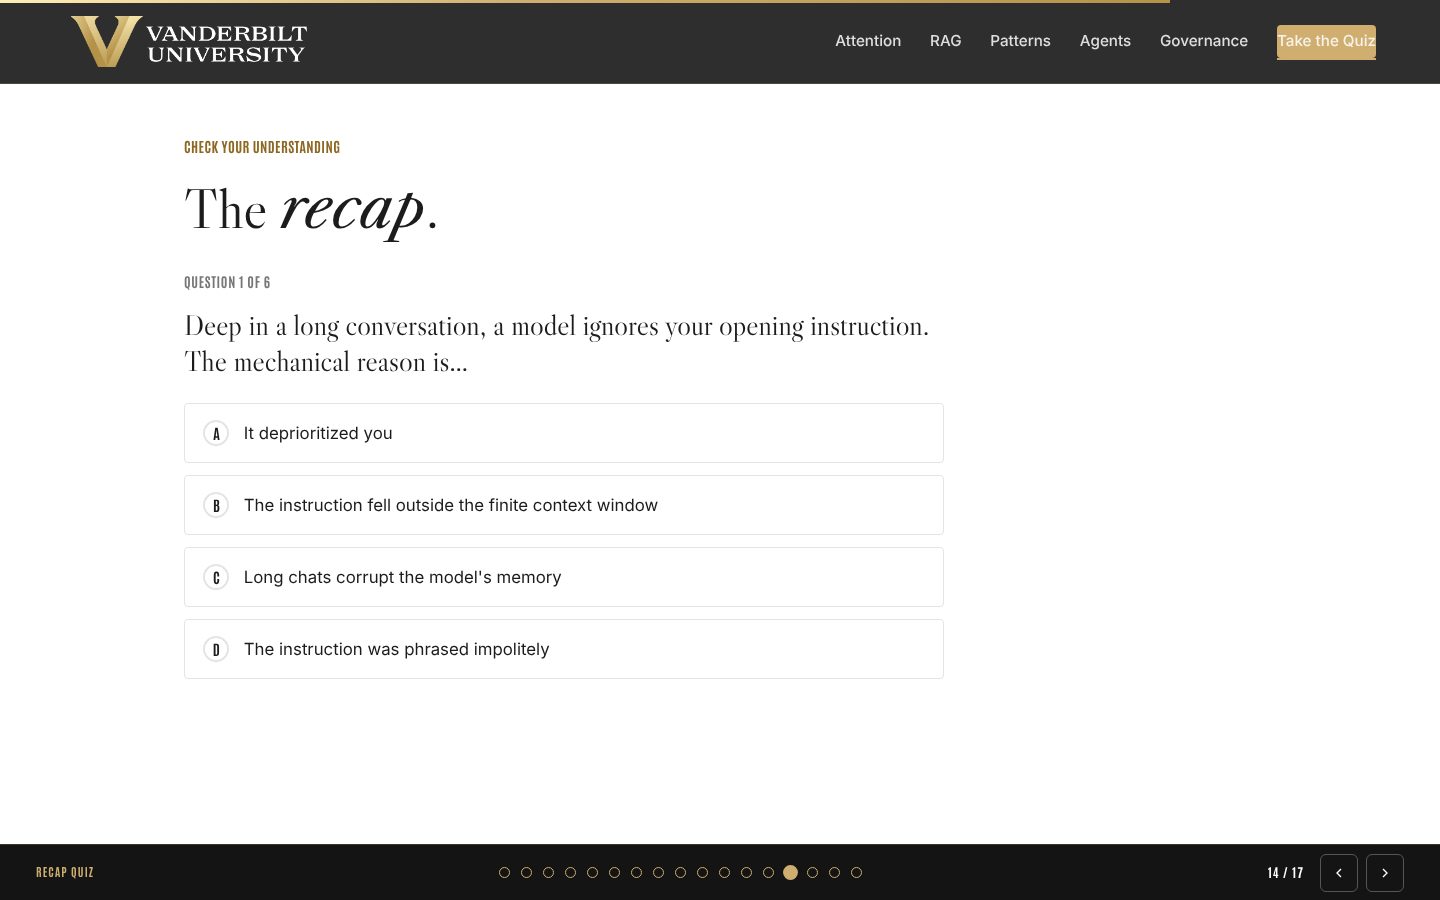 VANDERBILT
UNIVERSITY
Attention
RAG
Patterns
Agents
Governance
Take the Quiz
CHECK YOUR UNDERSTANDING
The recap.
QUESTION 1 OF 6
Deep in a long conversation, a model ignores your opening instruction.
The mechanical reason is...
A It deprioritized you
B The instruction fell outside the finite context window
C Long chats corrupt the model's memory
D The instruction was phrased impolitely
RECAP QUIZ
14 / 17